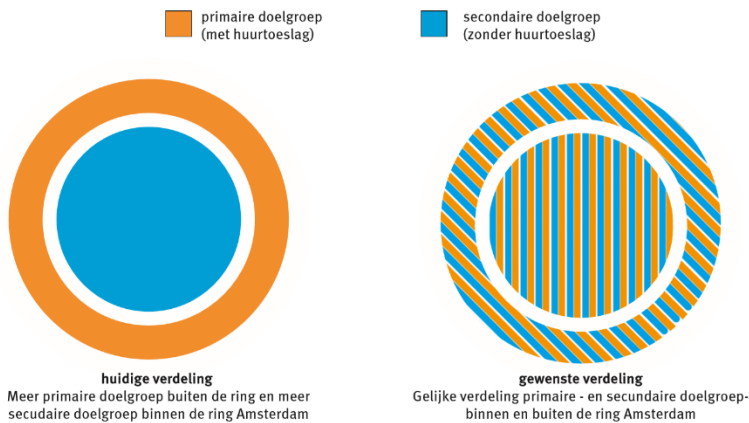 primaire doelgroep
(met huurtoeslag)
secondaire doelgroep
(zonder huurtoeslag)
huidige verdeling
Meer primaire doelgroep buiten de ring en meer
secudaire doelgroep binnen de ring Amsterdam
gewenste verdeling
Gelijke verdeling primaire - en secundaire doelgroep-
binnen en buiten de ring Amsterdam